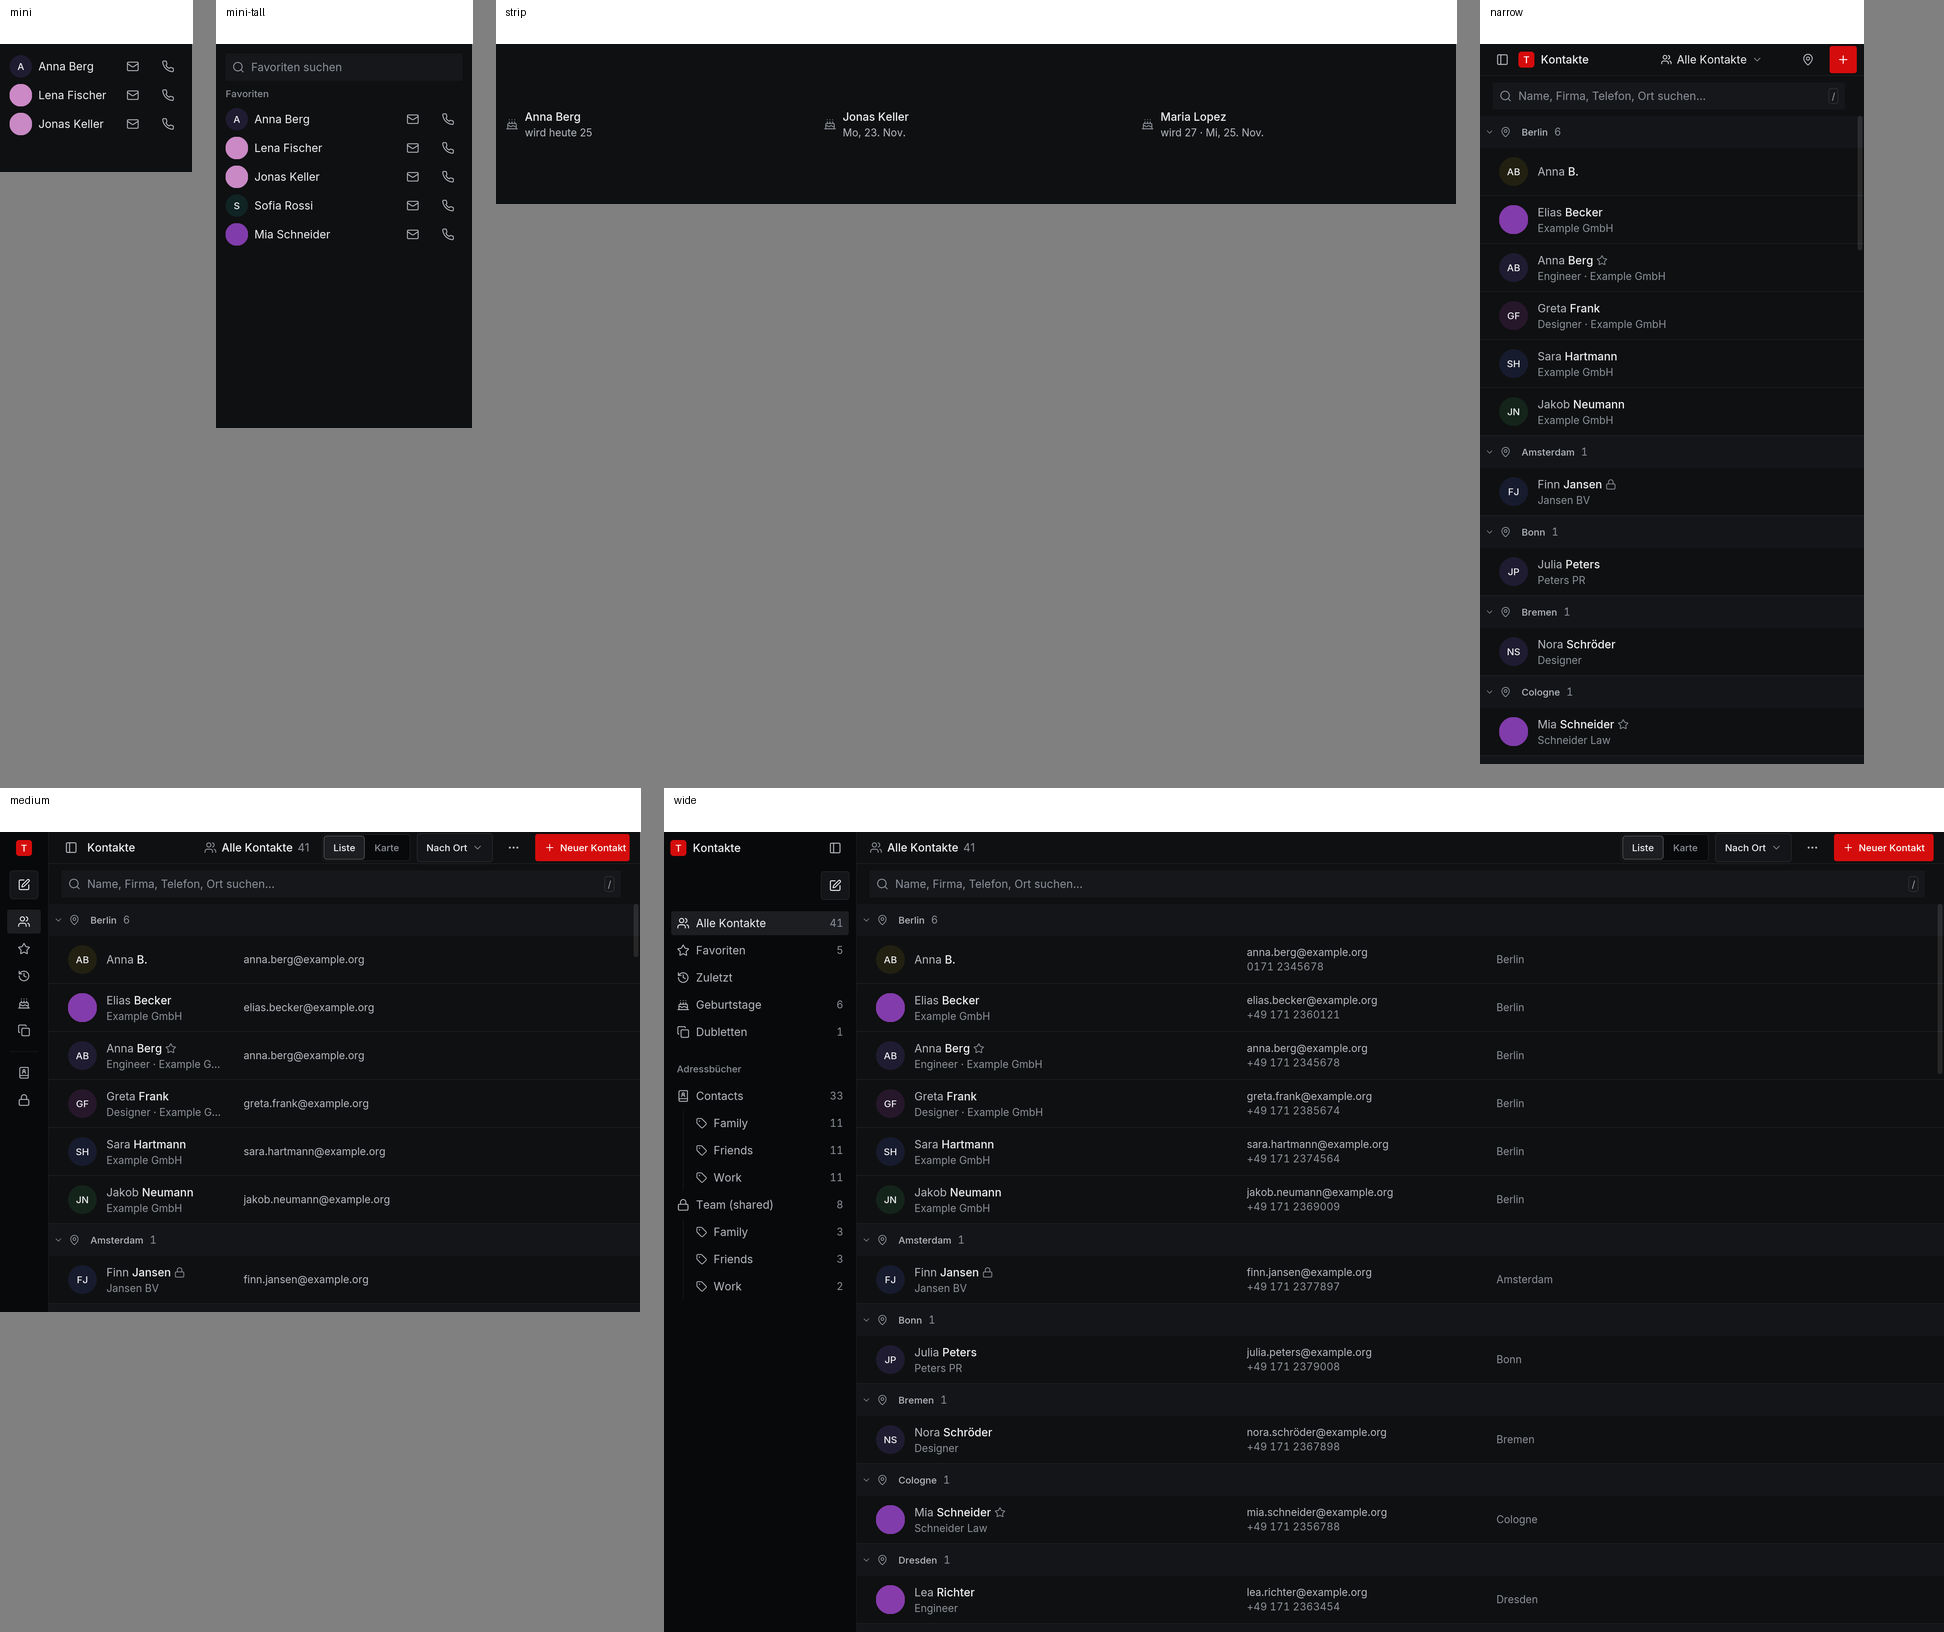 mini
Anna Berg
Lena Fischer
Jonas Keller
mini-tall
Favoriten suchen
Favoriten
A Anna Berg
Lena Fischer
Jonas Keller
S Sofia Rossi
Mia Schneider
strip
Anna Berg
wird heute 25
Jonas Keller
Mo, 23. Nov.
Maria Lopez
wird 27 · Mi, 25. Nov.
narrow
T Kontakte Alle Kontakte
Name, Firma, Telefon, Ort suchen... /
Berlin 6
AB Anna B.
Elias Becker
Example GmbH
AB Anna Berg
Engineer · Example GmbH
GF Greta Frank
Designer · Example GmbH
SH Sara Hartmann
Example GmbH
JN Jakob Neumann
Example GmbH
Amsterdam 1
FJ Finn Jansen
Jansen BV
Bonn 1
JP Julia Peters
Peters PR
Bremen 1
NS Nora Schröder
Designer
Cologne 1
Mia Schneider
Schneider Law
medium
T Kontakte Alle Kontakte 41 Liste Karte Nach Ort ... + Neuer Kontakt
Name, Firma, Telefon, Ort suchen... /
Berlin 6
AB Anna B. anna.berg@example.org
Elias Becker
Example GmbH
elias.becker@example.org
AB Anna Berg
Engineer · Example G...
anna.berg@example.org
GF Greta Frank
Designer · Example G...
greta.frank@example.org
SH Sara Hartmann
Example GmbH
sara.hartmann@example.org
JN Jakob Neumann
Example GmbH
jakob.neumann@example.org
Amsterdam 1
FJ Finn Jansen
Jansen BV
finn.jansen@example.org
wide
T Kontakte
Alle Kontakte 41
Favoriten 5
Zuletzt
Geburtstage 6
Dubletten 1
Adressbücher
Contacts 33
Family 11
Friends 11
Work 11
Team (shared) 8
Family 3
Friends 3
Work 2
Alle Kontakte 41 Liste Karte Nach Ort ... + Neuer Kontakt
Name, Firma, Telefon, Ort suchen... /
Berlin 6
AB Anna B.
anna.berg@example.org
0171 2345678
Berlin
Elias Becker
Example GmbH
elias.becker@example.org
+49 171 2360121
Berlin
AB Anna Berg
Engineer · Example GmbH
anna.berg@example.org
+49 171 2345678
Berlin
GF Greta Frank
Designer · Example GmbH
greta.frank@example.org
+49 171 2385674
Berlin
SH Sara Hartmann
Example GmbH
sara.hartmann@example.org
+49 171 2374564
Berlin
JN Jakob Neumann
Example GmbH
jakob.neumann@example.org
+49 171 2369009
Berlin
Amsterdam 1
FJ Finn Jansen
Jansen BV
finn.jansen@example.org
+49 171 2377897
Amsterdam
Bonn 1
JP Julia Peters
Peters PR
julia.peters@example.org
+49 171 2379008
Bonn
Bremen 1
NS Nora Schröder
Designer
nora.schröder@example.org
+49 171 2367898
Bremen
Cologne 1
Mia Schneider
Schneider Law
mia.schneider@example.org
+49 171 2356788
Cologne
Dresden 1
Lea Richter
Engineer
lea.richter@example.org
+49 171 2363454
Dresden